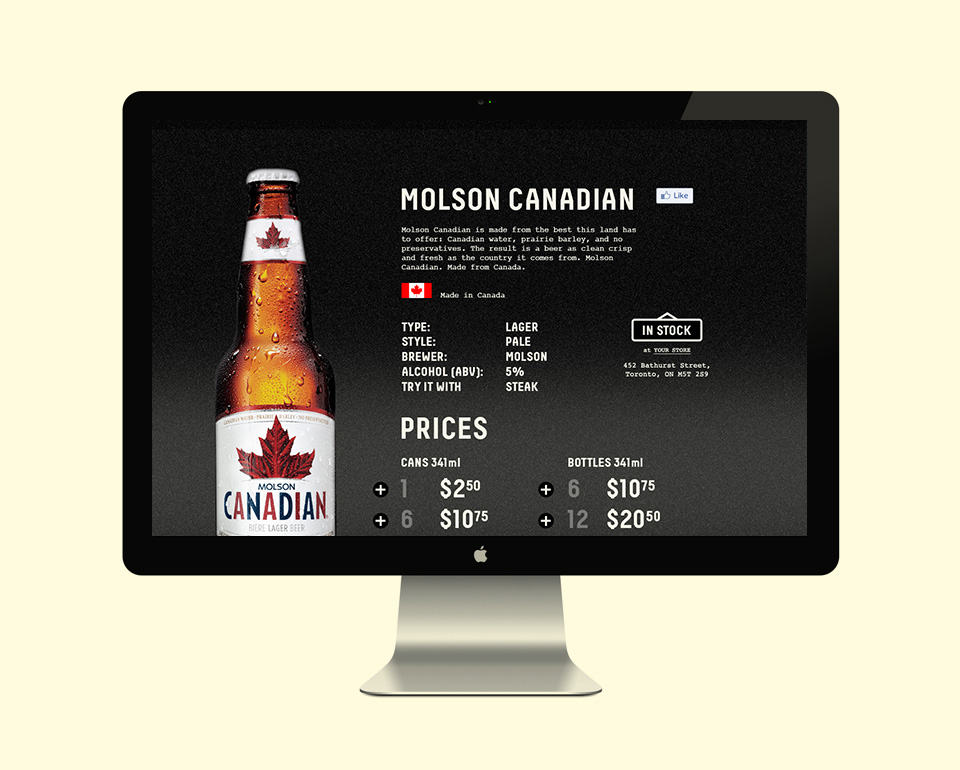 MOLSON CANADIAN
Like
Molson Canadian is made from the best this land has
to offer: Canadian water, prairie barley, and no
preservatives. The result is a beer as clean crisp
and fresh as the country it comes from. Molson
Canadian. Made from Canada.
Made in Canada
TYPE: LAGER
STYLE: PALE
BREWER: MOLSON
ALCOHOL (ABV): 5%
TRY IT WITH STEAK
IN STOCK
at YOUR STORE
452 Bathurst Street,
Toronto, ON M5T 2S9
PRICES
CANS 341ml
+ 1 $2.50
+ 6 $10.75
BOTTLES 341ml
+ 6 $10.75
+ 12 $20.50
MOLSON
CANADIAN
BIÈRE LAGER BEER